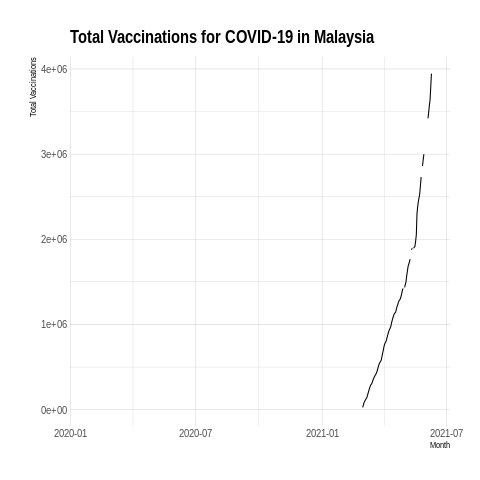 Total Vaccinations for COVID-19 in Malaysia
Total Vaccinations
4e+06
3e+06
2e+06
1e+06
0e+00
2020-01 2020-07 2021-01 2021-07
Month